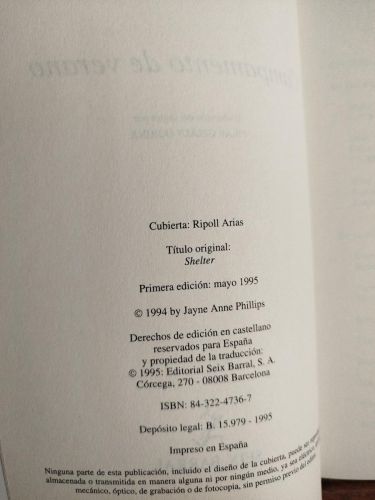 Cubierta: Ripoll Arias
Título original:
Shelter
Primera edición: mayo 1995
© 1994 by Jayne Anne Phillips
Derechos de edición en castellano
reservados para España
y propiedad de la traducción:
© 1995: Editorial Seix Barral, S. A.
Córcega, 270 - 08008 Barcelona
ISBN: 84-322-4736-7
Depósito legal: B. 15.979 - 1995
Impreso en España
Ninguna parte de esta publicación, incluido el diseño de la cubierta, puede ser
almacenada o transmitida en manera alguna ni por ningún medio, ya sea
mecánico, óptico, de grabación o de fotocopia, sin permiso previo del